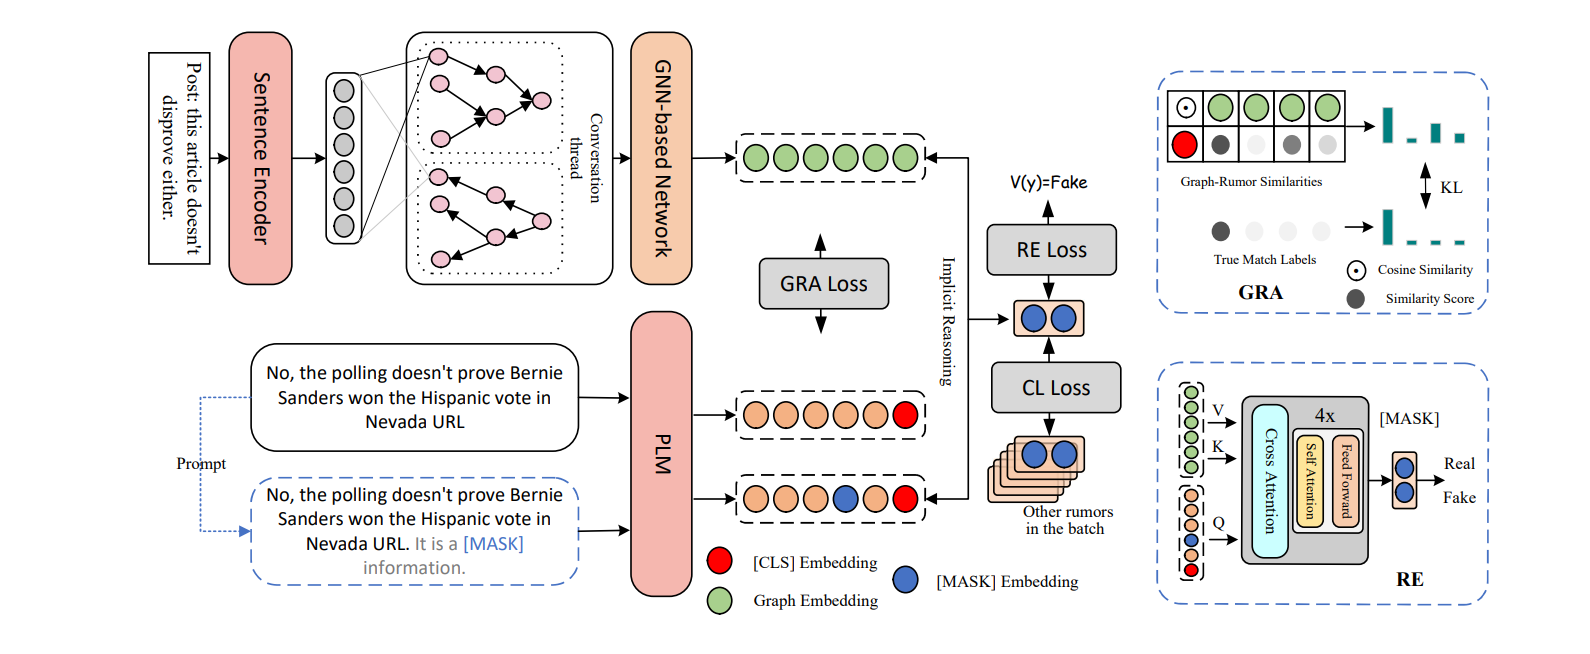 Post: this article doesn't
disprove either.
Sentence Encoder
Conversation
thread
GNN-based Network
GRA Loss
Implicit Reasoning
V(y)=Fake
RE Loss
CL Loss
Other rumors
in the batch
No, the polling doesn't prove Bernie
Sanders won the Hispanic vote in
Nevada URL
Prompt
No, the polling doesn't prove Bernie
Sanders won the Hispanic vote in
Nevada URL. It is a [MASK]
information.
PLM
[CLS] Embedding
[MASK] Embedding
Graph Embedding
Graph-Rumor Similarities
KL
True Match Labels
Cosine Similarity
GRA
Similarity Score
V
K
Q
Cross Attention
4x
Self Attention
Feed Forward
[MASK]
Real
Fake
RE